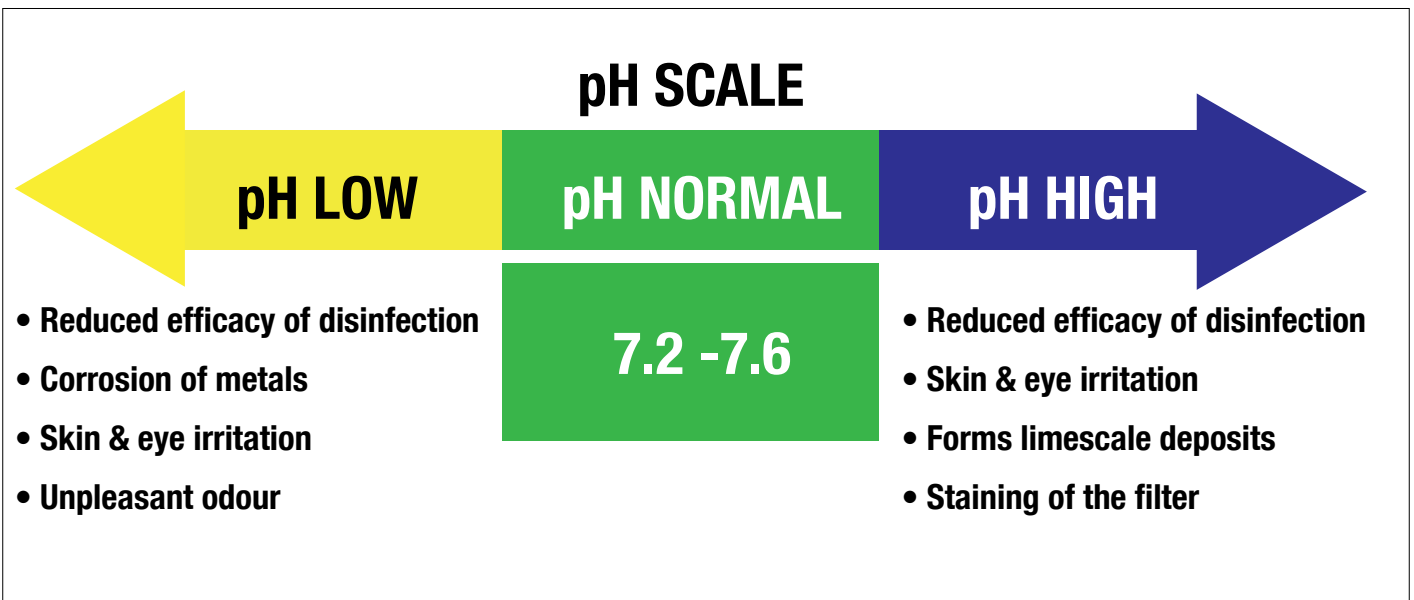 pH SCALE
pH LOW
pH NORMAL
pH HIGH
7.2 -7.6
• Reduced efficacy of disinfection
• Corrosion of metals
• Skin & eye irritation
• Unpleasant odour
• Reduced efficacy of disinfection
• Skin & eye irritation
• Forms limescale deposits
• Staining of the filter